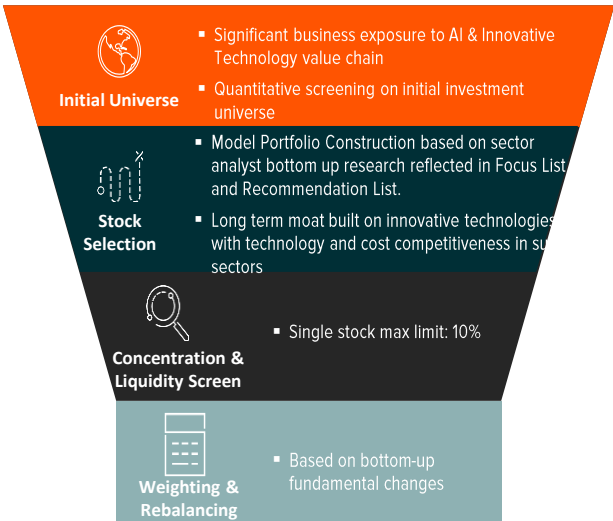 Initial Universe
▪ Significant business exposure to AI & Innovative
Technology value chain
▪ Quantitative screening on initial investment
universe
Stock
Selection
▪ Model Portfolio Construction based on sector
analyst bottom up research reflected in Focus List
and Recommendation List.
▪ Long term moat built on innovative technologies
with technology and cost competitiveness in
sectors
Concentration &
Liquidity Screen
▪ Single stock max limit: 10%
Weighting &
Rebalancing
▪ Based on bottom-up
fundamental changes